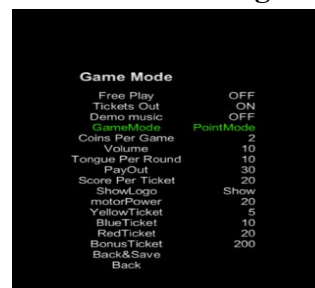 Game Mode
Free Play OFF
Tickets Out ON
Demo music OFF
GameMode PointMode
Coins Per Game 2
Volume 10
Tongue Per Round 10
PayOut 30
Score Per Ticket 20
ShowLogo Show
motorPower 20
YellowTicket 5
BlueTicket 10
RedTicket 20
BonusTicket 200
Back&Save
Back